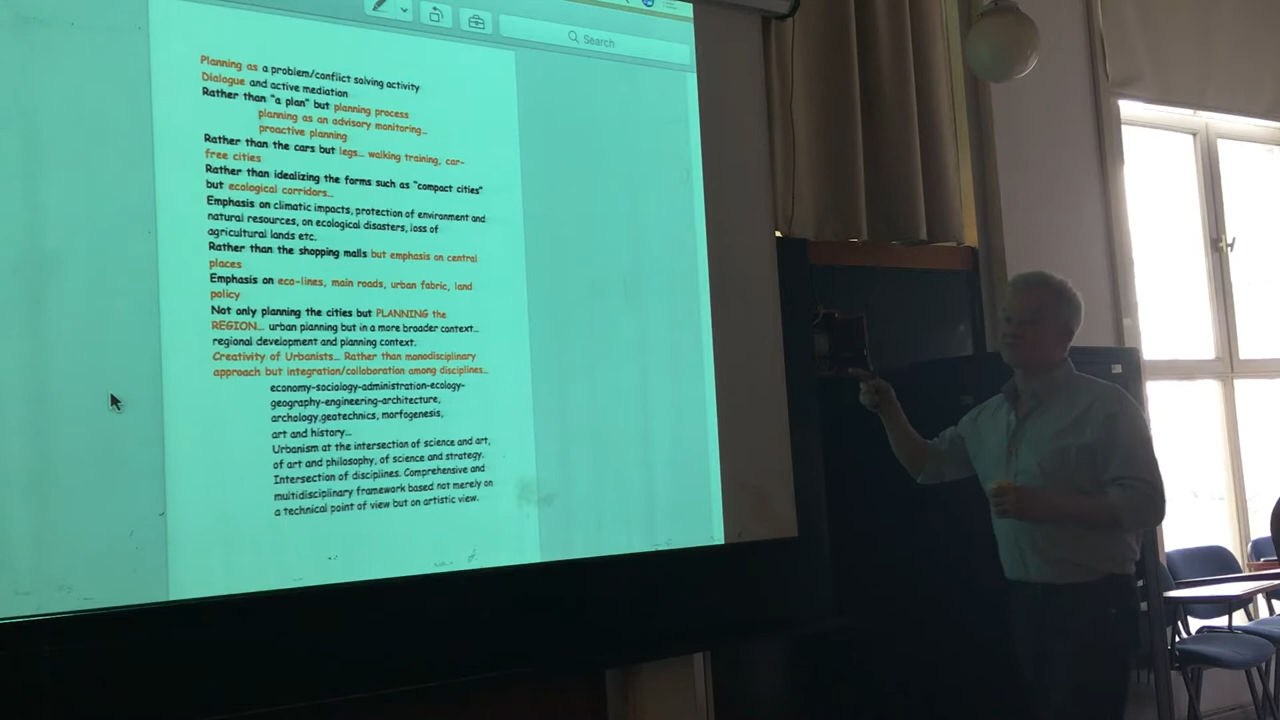 Search
Planning as a problem/conflict solving activity
Dialogue and active mediation
Rather than "a plan" but planning process
planning as an advisory monitoring...
proactive planning
Rather than the cars but legs... walking training, car-
free cities
Rather than idealizing the forms such as "compact cities"
but ecological corridors...
Emphasis on climatic impacts, protection of environment and
natural resources, on ecological disasters, loss of
agricultural lands etc.
Rather than the shopping malls but emphasis on central
places
Emphasis on eco-lines, main roads, urban fabric, land
policy
Not only planning the cities but PLANNING the
REGION... urban planning but in a more broader context...
regional development and planning context.
Creativity of Urbanists... Rather than monodisciplinary
approach but integration/collaboration among disciplines...
economy-sociology-administration-ecology-
geography-engineering-architecture,
archology,geotechnics, morfogenesis,
art and history...
Urbanism at the intersection of science and art,
of art and philosophy, of science and strategy.
Intersection of disciplines. Comprehensive and
multidisciplinary framework based not merely on
a technical point of view but on artistic view.